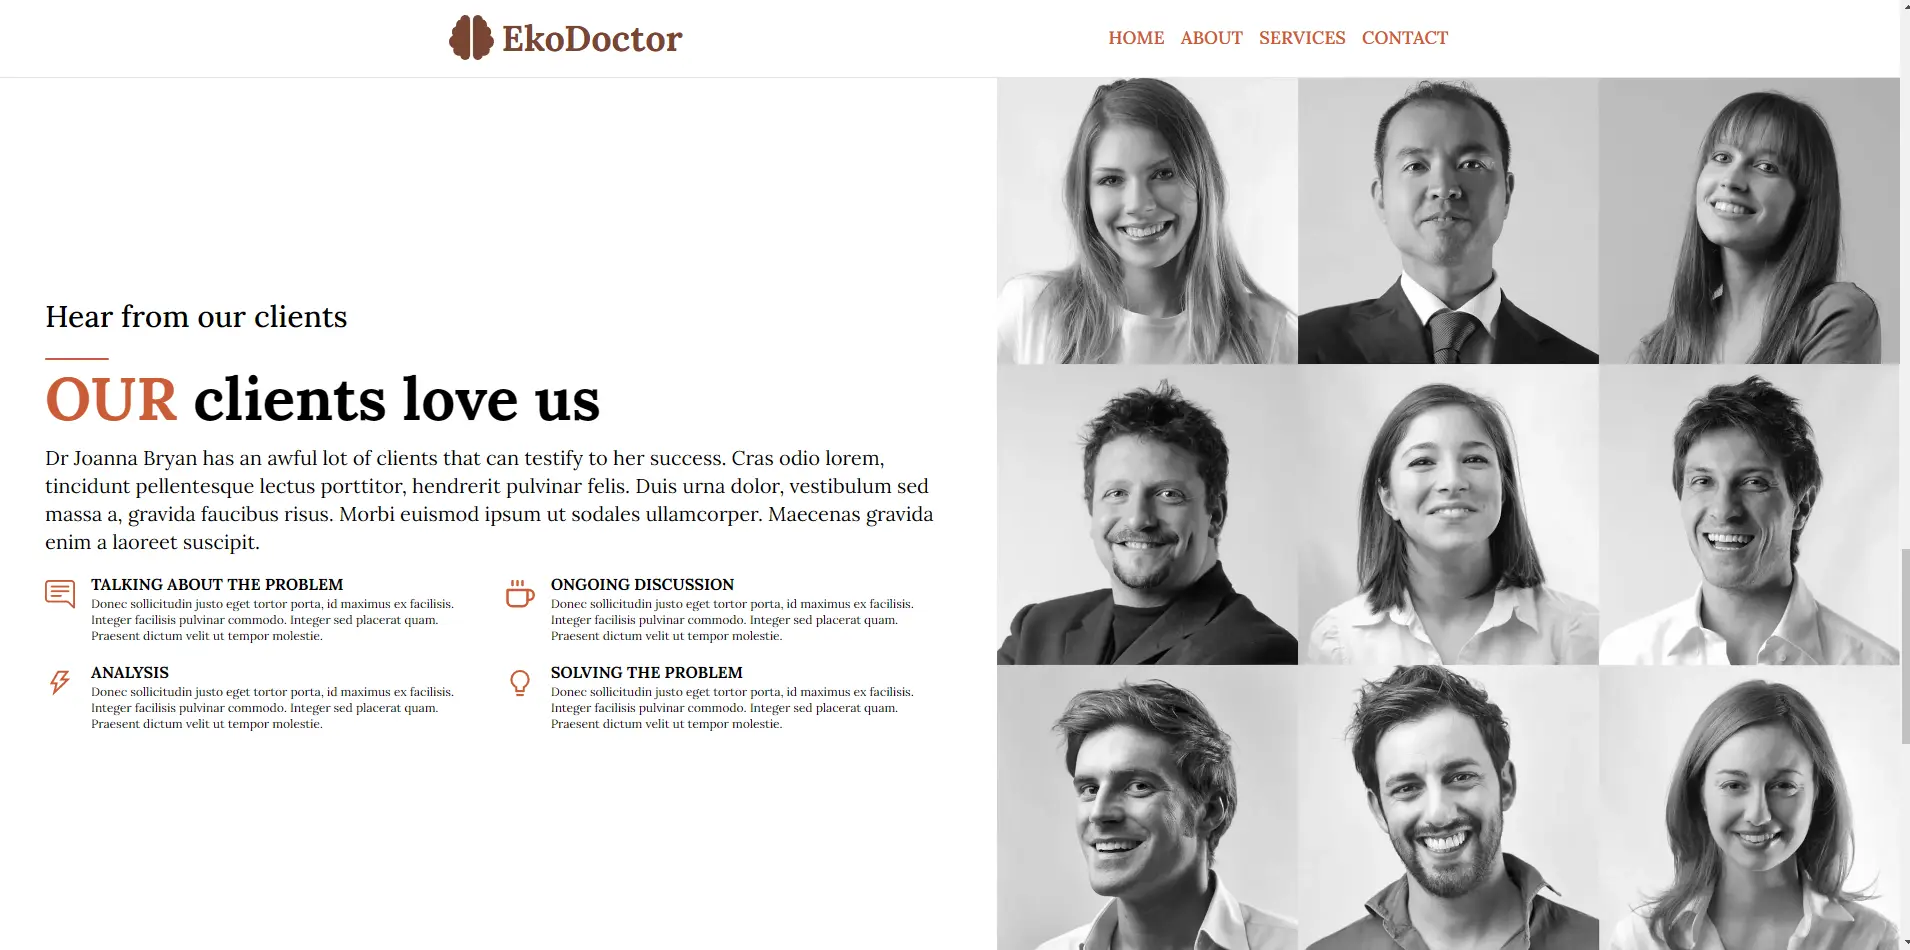 EkoDoctor
HOME ABOUT SERVICES CONTACT
Hear from our clients
OUR clients love us
Dr Joanna Bryan has an awful lot of clients that can testify to her success. Cras odio lorem,
tincidunt pellentesque lectus porttitor, hendrerit pulvinar felis. Duis urna dolor, vestibulum sed
massa a, gravida faucibus risus. Morbi euismod ipsum ut sodales ullamcorper. Maecenas gravida
enim a laoreet suscipit.
TALKING ABOUT THE PROBLEM
Donec sollicitudin justo eget tortor porta, id maximus ex facilisis.
Integer facilisis pulvinar commodo. Integer sed placerat quam.
Praesent dictum velit ut tempor molestie.
ONGOING DISCUSSION
Donec sollicitudin justo eget tortor porta, id maximus ex facilisis.
Integer facilisis pulvinar commodo. Integer sed placerat quam.
Praesent dictum velit ut tempor molestie.
ANALYSIS
Donec sollicitudin justo eget tortor porta, id maximus ex facilisis.
Integer facilisis pulvinar commodo. Integer sed placerat quam.
Praesent dictum velit ut tempor molestie.
SOLVING THE PROBLEM
Donec sollicitudin justo eget tortor porta, id maximus ex facilisis.
Integer facilisis pulvinar commodo. Integer sed placerat quam.
Praesent dictum velit ut tempor molestie.